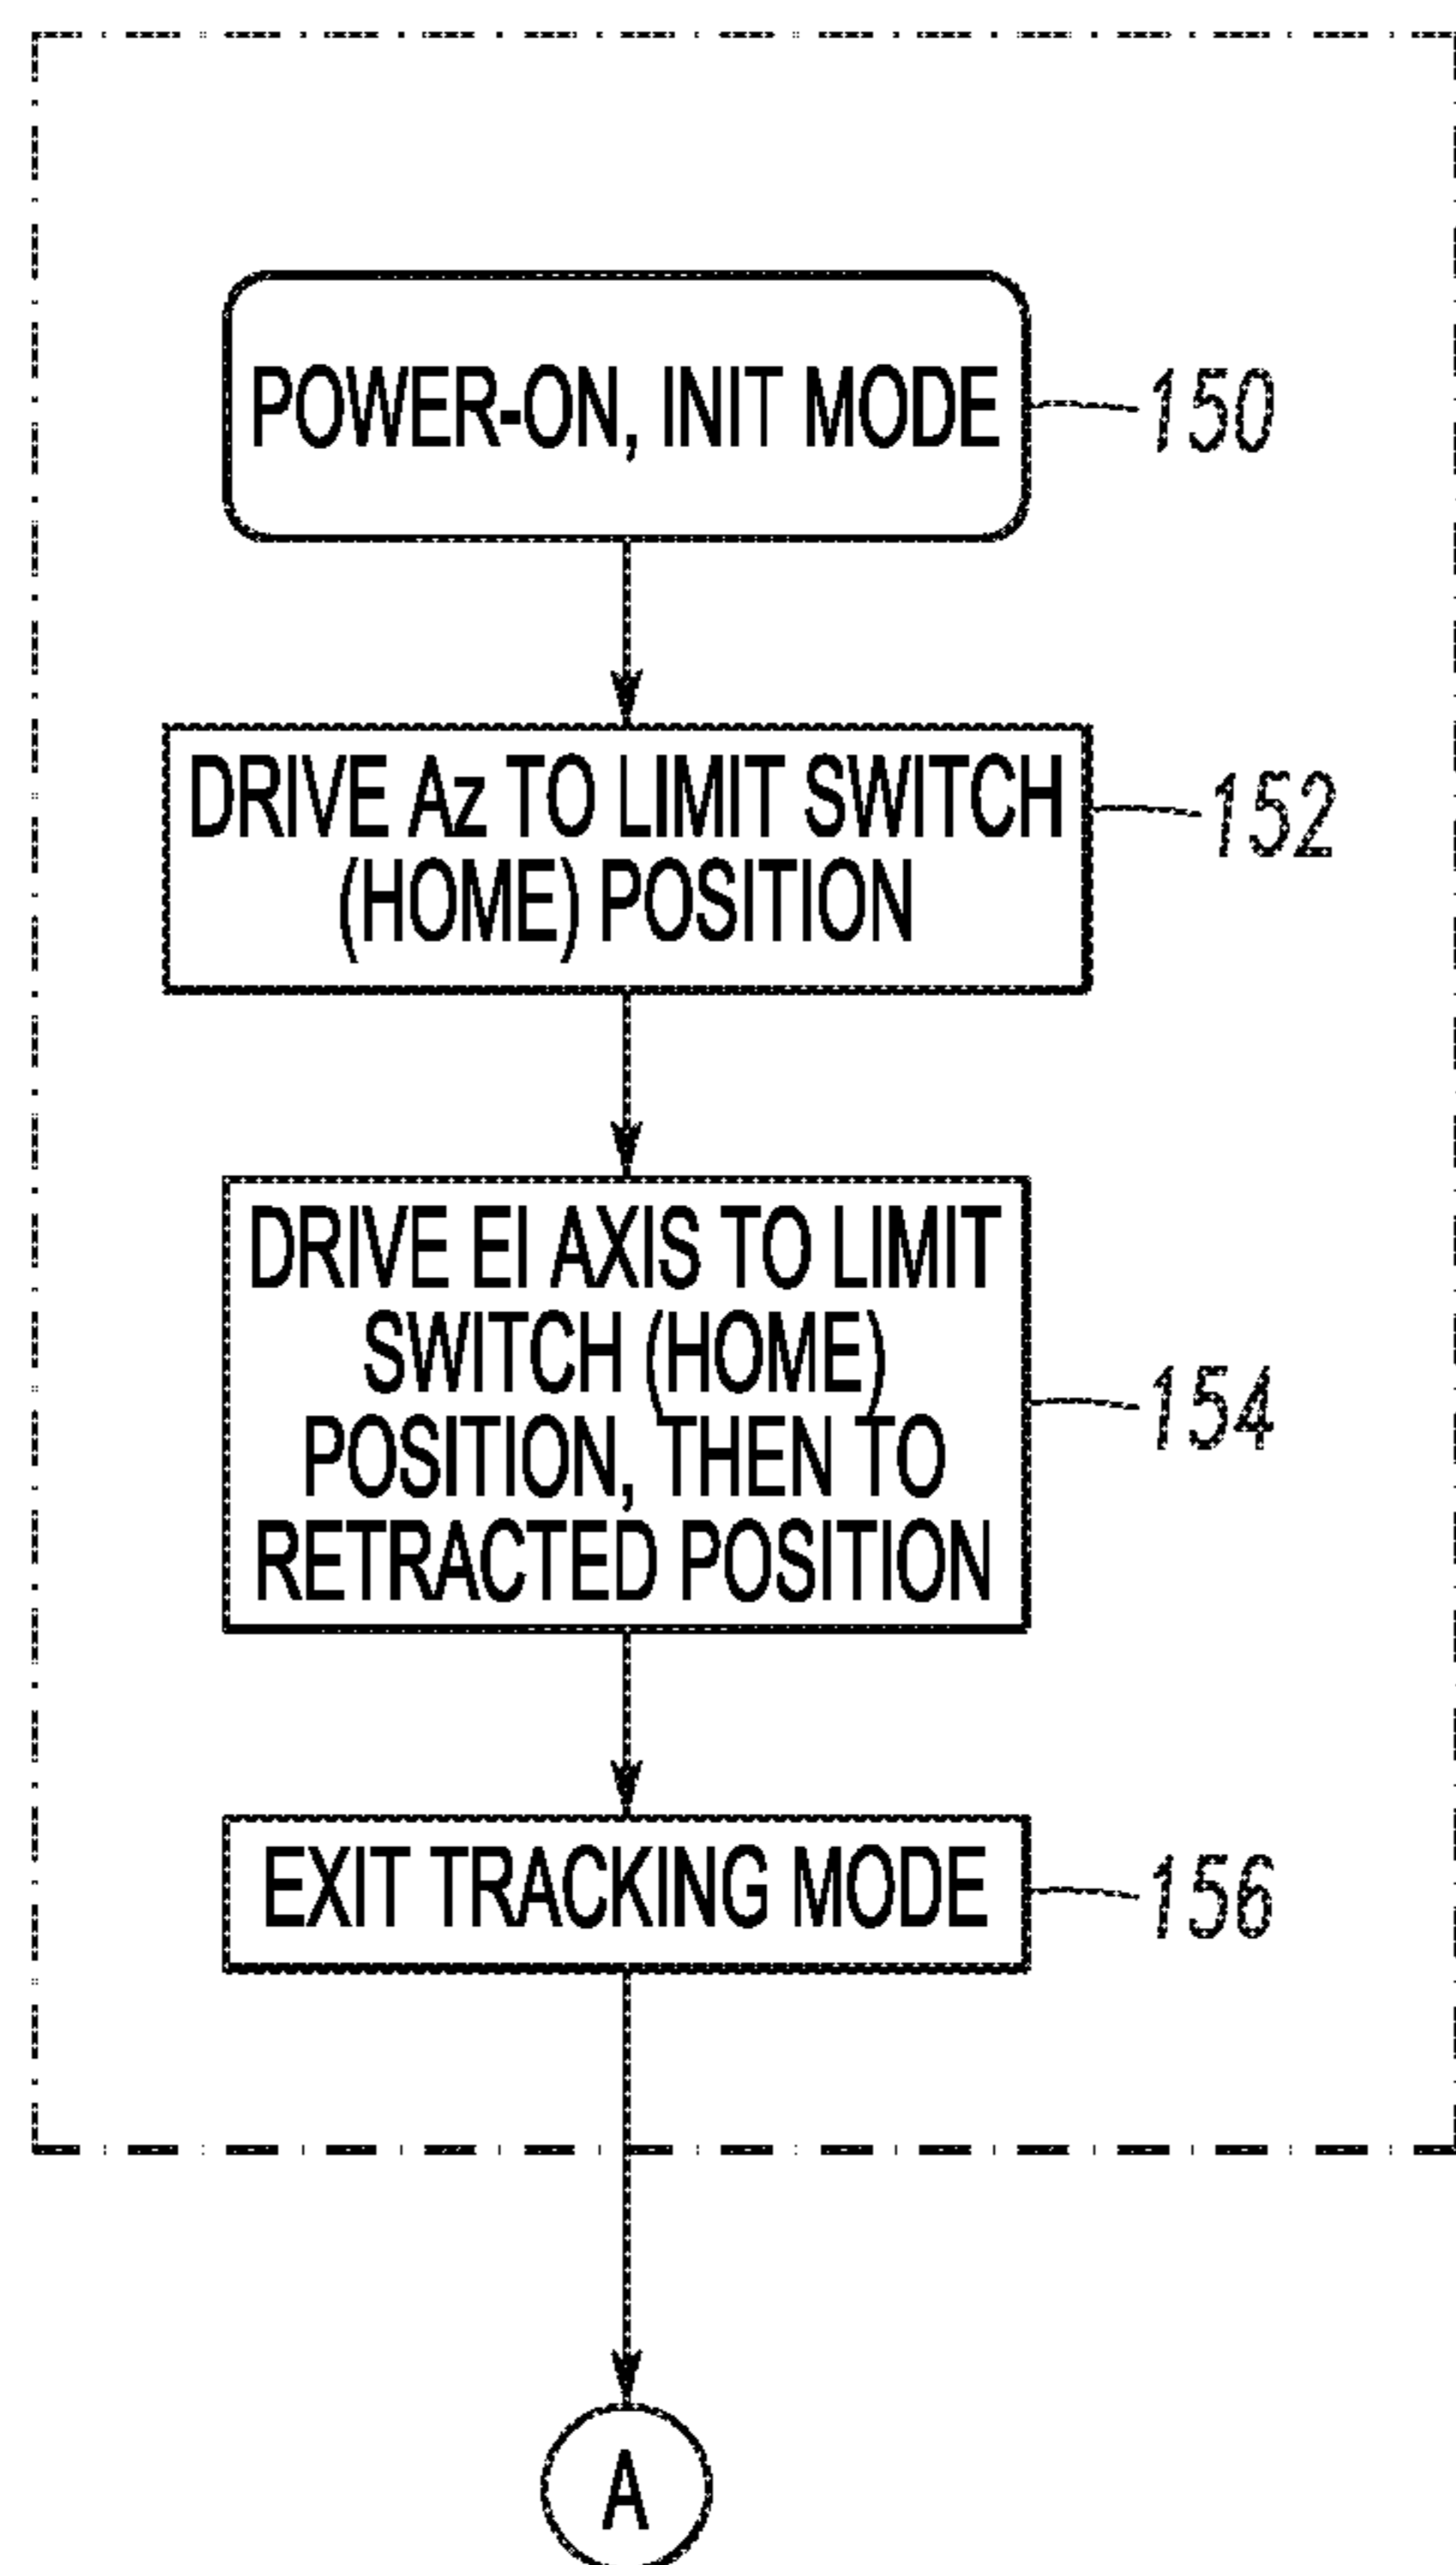 POWER-ON, INIT MODE
150
DRIVE Az TO LIMIT SWITCH
(HOME) POSITION
152
DRIVE El AXIS TO LIMIT
SWITCH (HOME)
POSITION, THEN TO
RETRACTED POSITION
154
EXIT TRACKING MODE
156
A